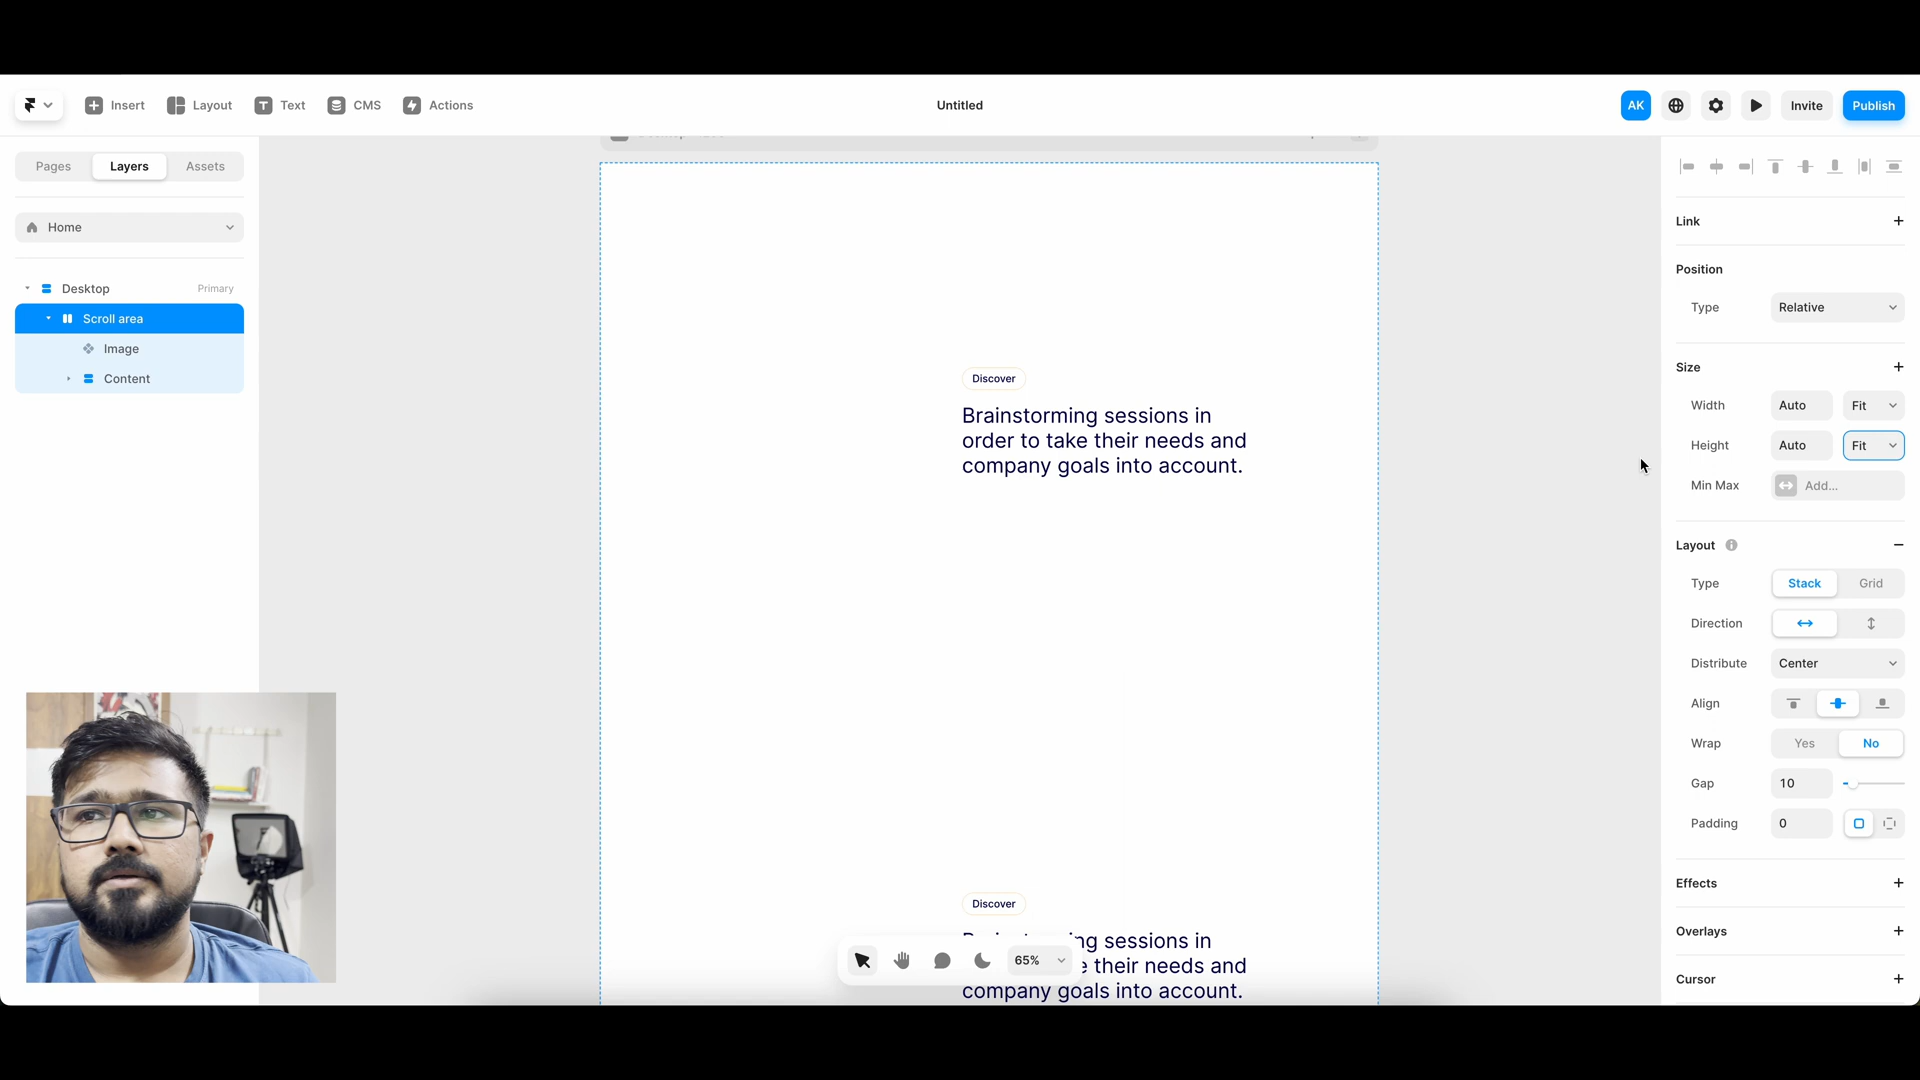 Insert
Layout
Text
CMS
Actions
Untitled
AK
Invite
Publish
Pages
Layers
Assets
Home
Desktop
Primary
Scroll area
Image
Content
Discover
Brainstorming sessions in
order to take their needs and
company goals into account.
Discover
sessions in
their needs and
company goals into account.
65%
Link
Position
Type
Relative
Size
Width
Auto
Fit
Height
Auto
Fit
Min Max
Add...
Layout
Type
Stack
Grid
Direction
Distribute
Center
Align
Wrap
Yes
No
Gap
10
Padding
0
Effects
Overlays
Cursor